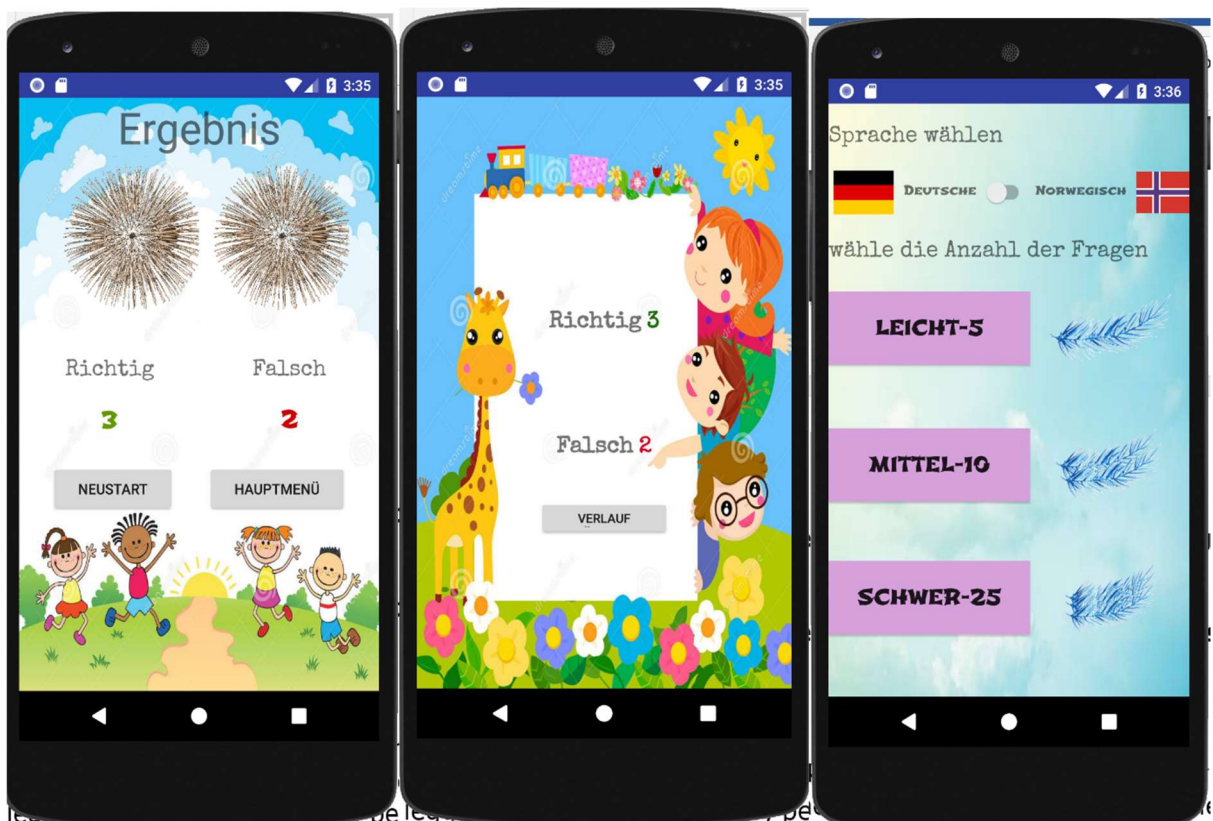 3:35
Ergebnis
Richtig Falsch
3 2
NEUSTART HAUPTMENÜ
3:35
Richtig 3
Falsch 2
VERLAUF
3:36
Sprache wählen
Deutsche Norwegisch
wähle die Anzahl der Fragen
LEICHT-5
MITTEL-10
SCHWER-25